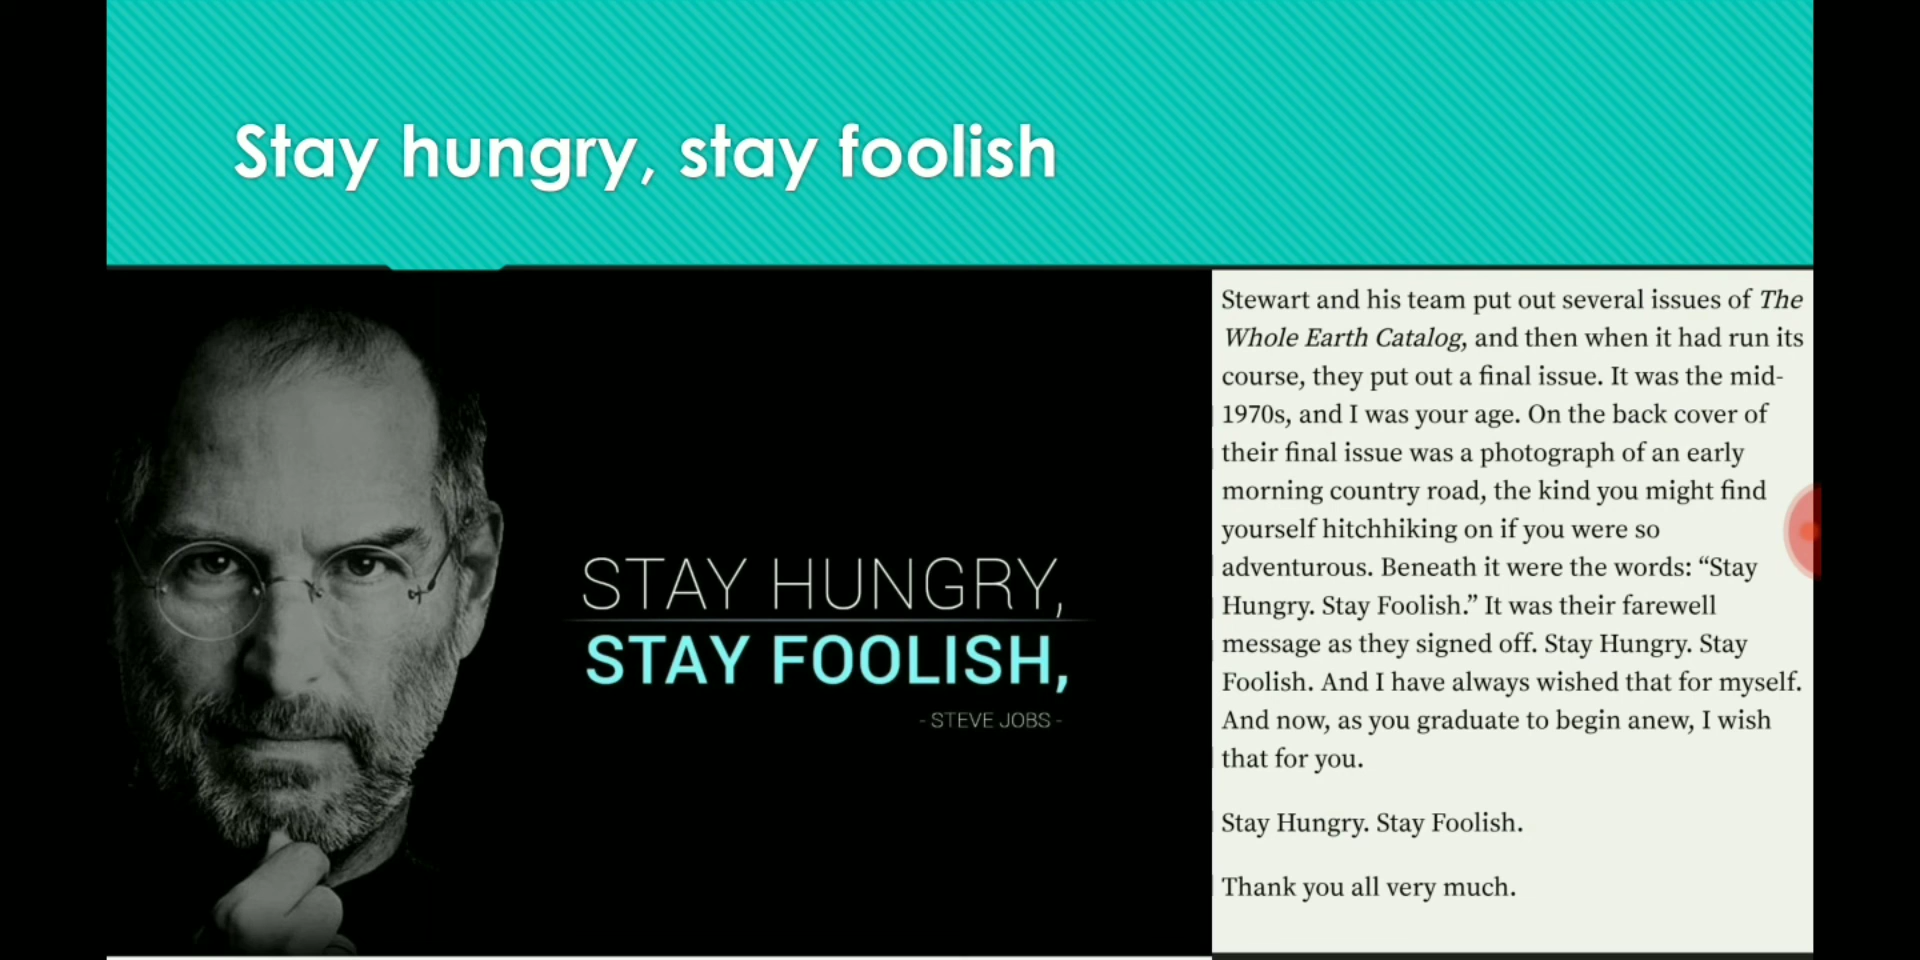 Stay hungry, stay foolish
STAY HUNGRY,
STAY FOOLISH,
- STEVE JOBS -
Stewart and his team put out several issues of The
Whole Earth Catalog, and then when it had run its
course, they put out a final issue. It was the mid-
1970s, and I was your age. On the back cover of
their final issue was a photograph of an early
morning country road, the kind you might find
yourself hitchhiking on if you were so
adventurous. Beneath it were the words: “Stay
Hungry. Stay Foolish.” It was their farewell
message as they signed off. Stay Hungry. Stay
Foolish. And I have always wished that for myself.
And now, as you graduate to begin anew, I wish
that for you.
Stay Hungry. Stay Foolish.
Thank you all very much.